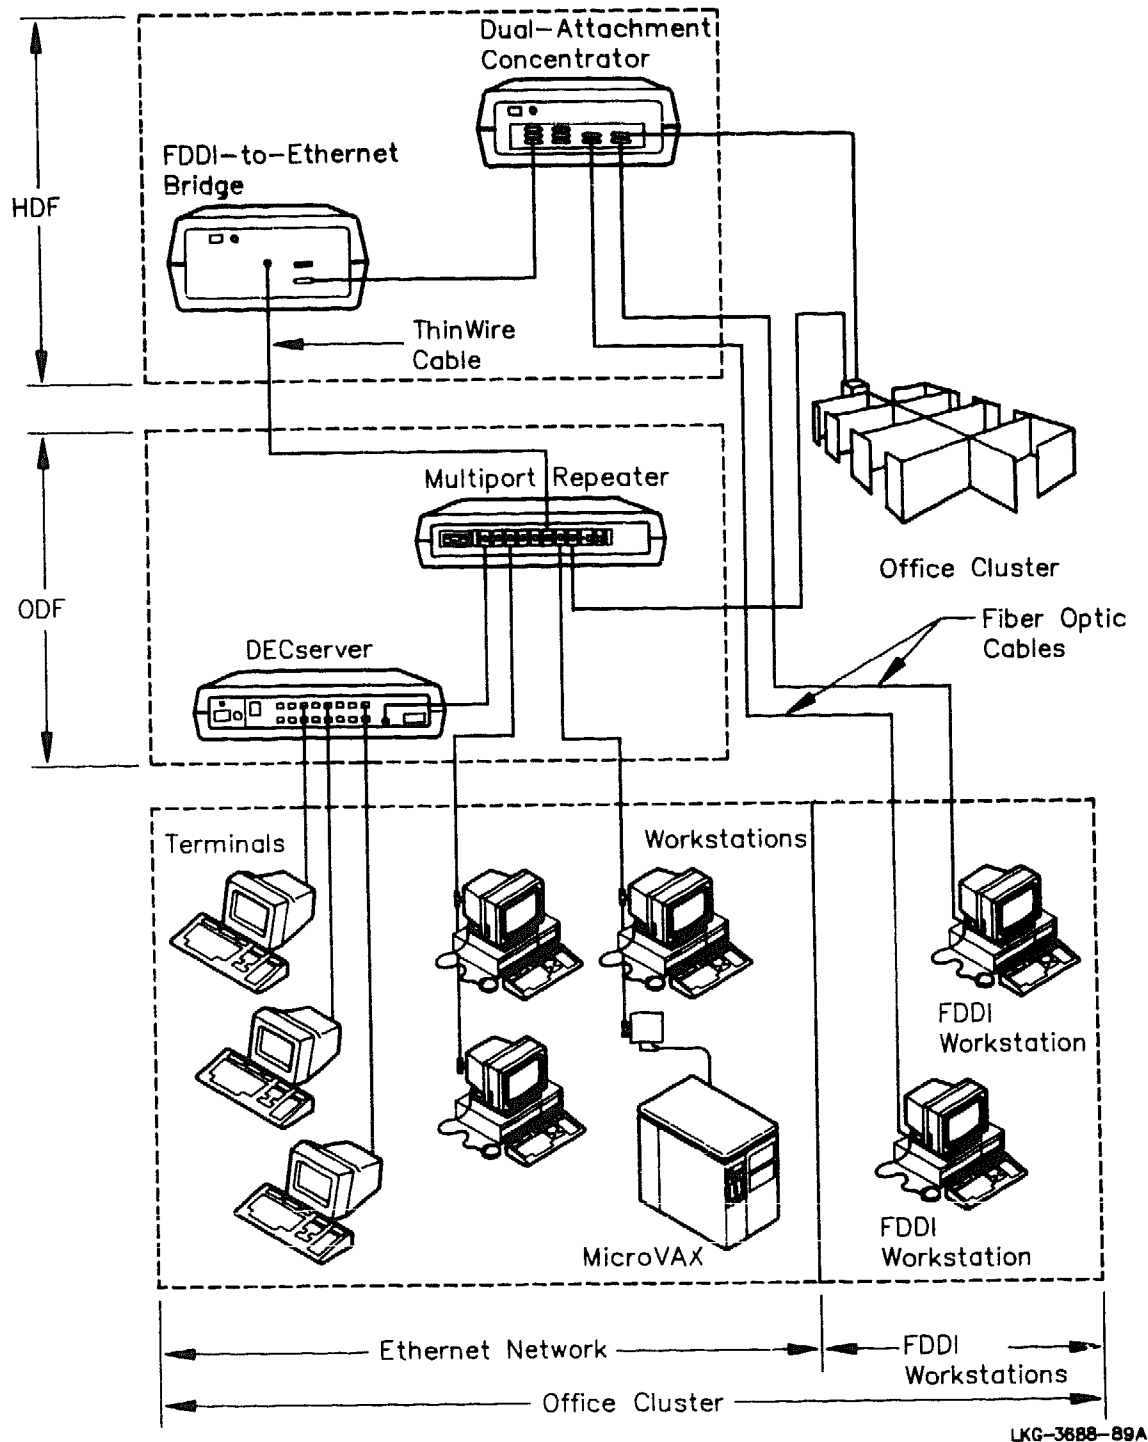 Dual-Attachment
Concentrator
FDDI-to-Ethernet
Bridge
HDF
ThinWire
Cable
Multiport Repeater
Office Cluster
ODF
Fiber Optic
Cables
DECserver
Terminals
Workstations
FDDI
Workstation
FDDI
Workstation
MicroVAX
Ethernet Network
FDDI
Workstations
Office Cluster
LKG-3688-89A